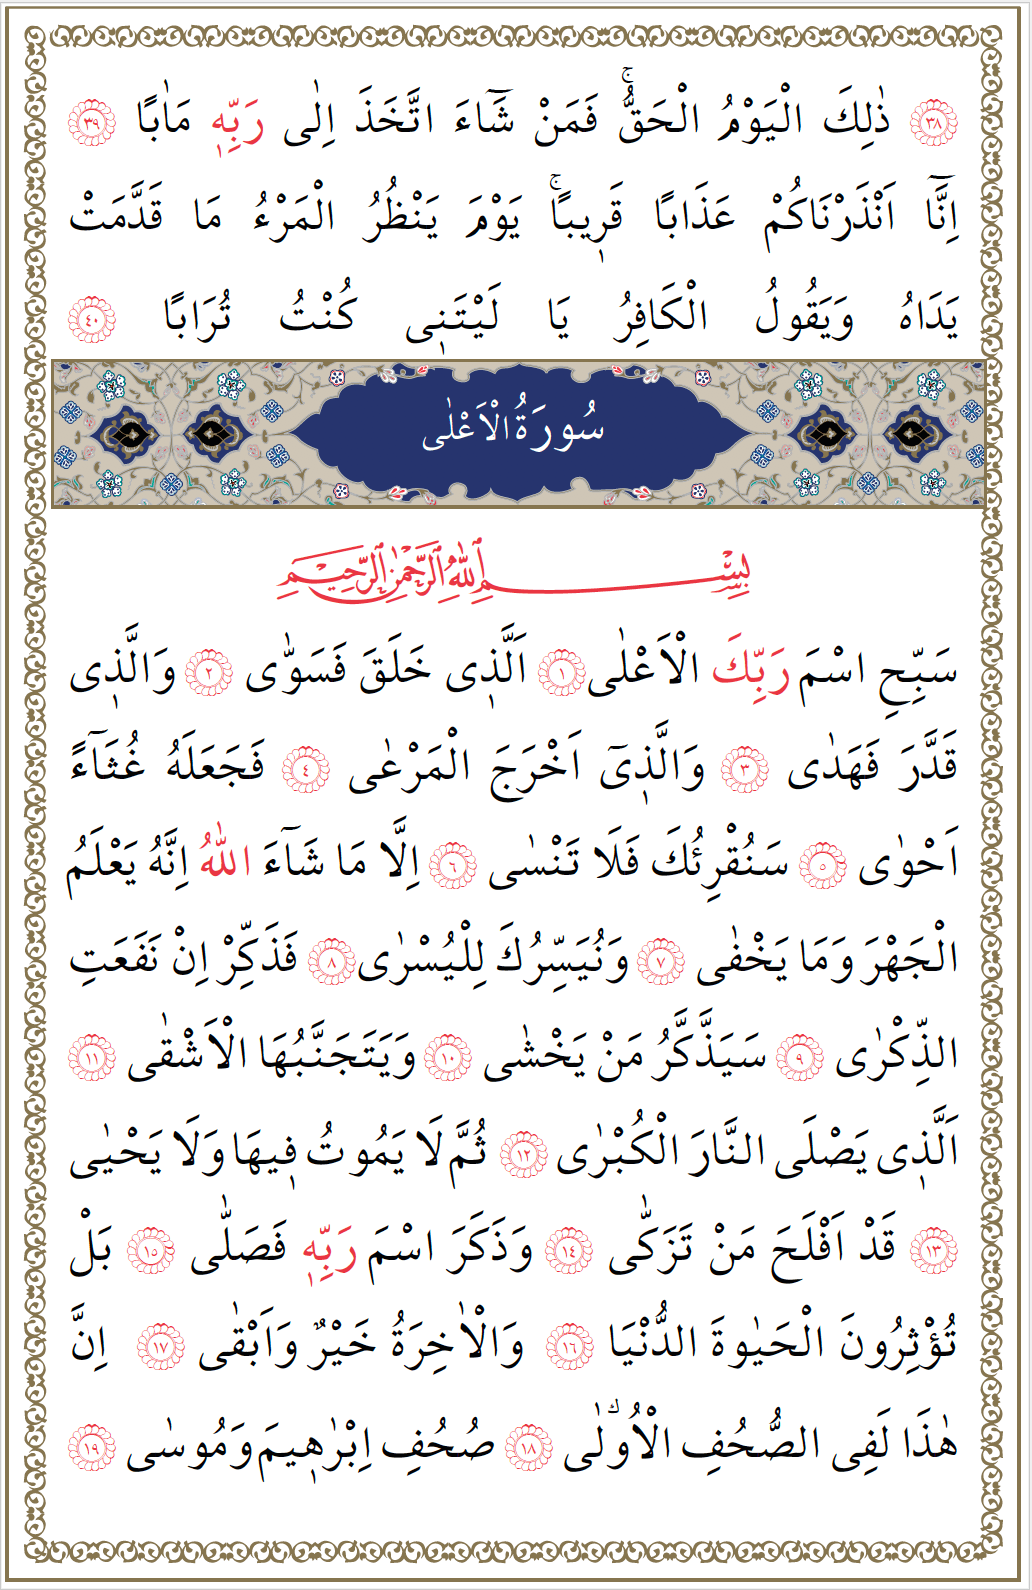 ﴿٣٨﴾ ذٰلِكَ الْيَوْمُ الْحَقُّۚ فَمَنْ شَٓاءَ اتَّخَذَ اِلٰى رَبِّه۪ مَاٰبًا ﴿٣٩﴾
اِنَّٓا اَنْذَرْنَاكُمْ عَذَابًا قَر۪يبًاۚ يَوْمَ يَنْظُرُ الْمَرْءُ مَا قَدَّمَتْ
يَدَاهُ وَيَقُولُ الْكَافِرُ يَا لَيْتَن۪ى كُنْتُ تُرَابًا ﴿٤٠﴾
سُورَةُ الْاَعْلٰى
بِسْمِ اللّٰهِ الرَّحْمٰنِ الرَّحِيمِ
سَبِّحِ اسْمَ رَبِّكَ الْاَعْلٰى ﴿١﴾ اَلَّذ۪ى خَلَقَ فَسَوّٰى ﴿٢﴾ وَالَّذ۪ى
قَدَّرَ فَهَدٰى ﴿٣﴾ وَالَّذ۪ٓى اَخْرَجَ الْمَرْعٰى ﴿٤﴾ فَجَعَلَهُ غُثَٓاءً
اَحْوٰى ﴿٥﴾ سَنُقْرِئُكَ فَلَا تَنْسٰى ﴿٦﴾ اِلَّا مَا شَٓاءَ اللّٰهُ اِنَّهُ يَعْلَمُ
الْجَهْرَ وَمَا يَخْفٰى ﴿٧﴾ وَنُيَسِّرُكَ لِلْيُسْرٰى ﴿٨﴾ فَذَكِّرْ اِنْ نَفَعَتِ
الذِّكْرٰى ﴿٩﴾ سَيَذَّكَّرُ مَنْ يَخْشٰى ﴿١٠﴾ وَيَتَجَنَّبُهَا الْاَشْقٰى ﴿١١﴾
اَلَّذ۪ى يَصْلَى النَّارَ الْكُبْرٰى ﴿١٢﴾ ثُمَّ لَا يَمُوتُ ف۪يهَا وَلَا يَحْيٰى
﴿١٣﴾ قَدْ اَفْلَحَ مَنْ تَزَكّٰى ﴿١٤﴾ وَذَكَرَ اسْمَ رَبِّه۪ فَصَلّٰى ﴿١٥﴾ بَلْ
تُؤْثِرُونَ الْحَيٰوةَ الدُّنْيَا ﴿١٦﴾ وَالْاٰخِرَةُ خَيْرٌ وَاَبْقٰى ﴿١٧﴾ اِنَّ
هٰذَا لَفِى الصُّحُفِ الْاُو۫لٰى ﴿١٨﴾ صُحُفِ اِبْرٰه۪يمَ وَمُوسٰى ﴿١٩﴾